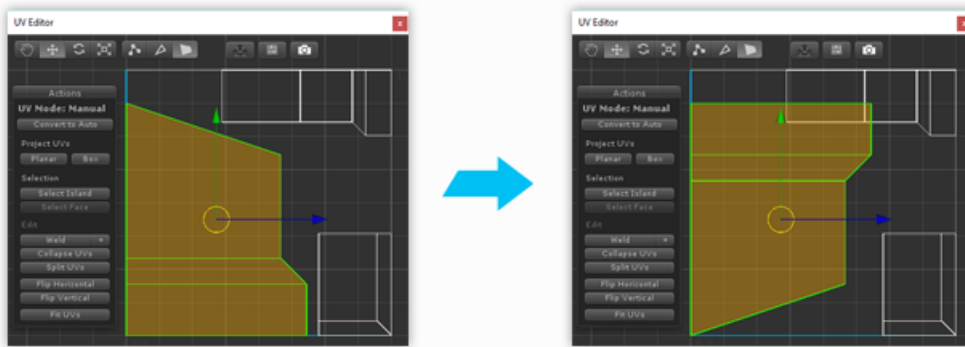 UV Editor
x
Actions
UV Mode: Manual
Convert to Auto
Project UVs
Planar Box
Selection
Select Island
Select Face
Edit
Weld +
Collapse UVs
Split UVs
Flip Horizontal
Flip Vertical
Fit UVs
UV Editor
x
Actions
UV Mode: Manual
Convert to Auto
Project UVs
Planar Box
Selection
Select Island
Select Face
Edit
Weld +
Collapse UVs
Split UVs
Flip Horizontal
Flip Vertical
Fit UVs